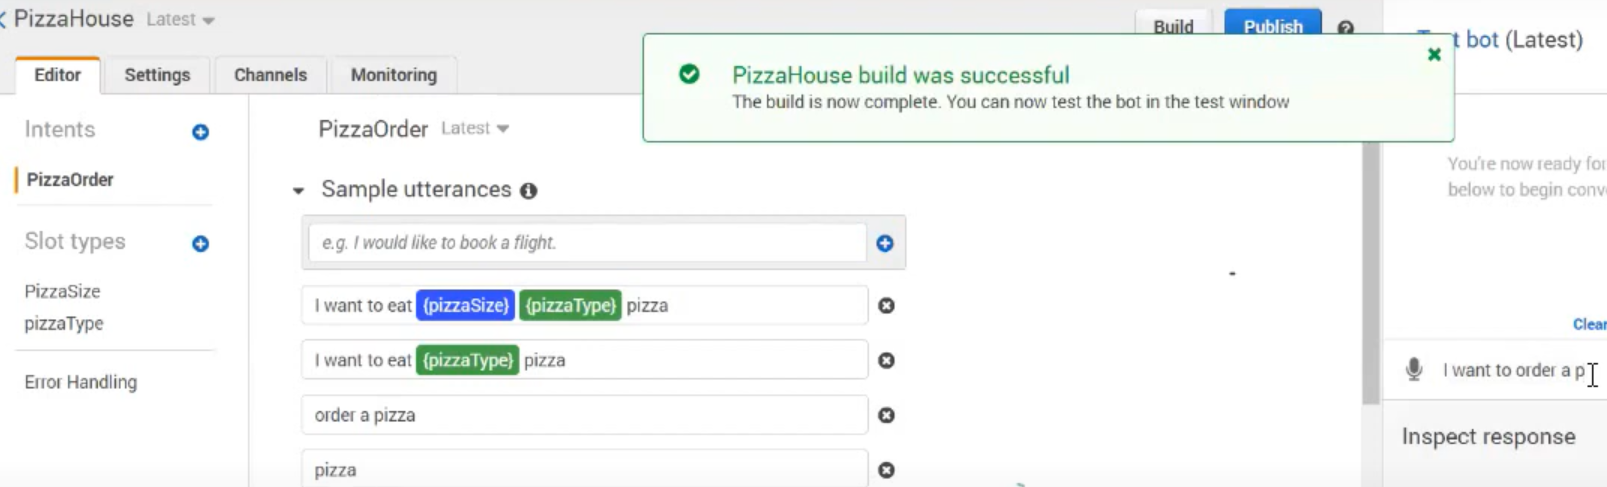 PizzaHouse Latest
Build
Publish
PizzaHouse build was successful
The build is now complete. You can now test the bot in the test window
bot (Latest)
Editor
Settings
Channels
Monitoring
Intents
PizzaOrder
Slot types
PizzaSize
pizzaType
Error Handling
PizzaOrder Latest
Sample utterances
e.g. I would like to book a flight.
I want to eat {pizzaSize} {pizzaType} pizza
I want to eat {pizzaType} pizza
order a pizza
pizza
You're now ready for
below to begin conv
Clear
I want to order a p
Inspect response